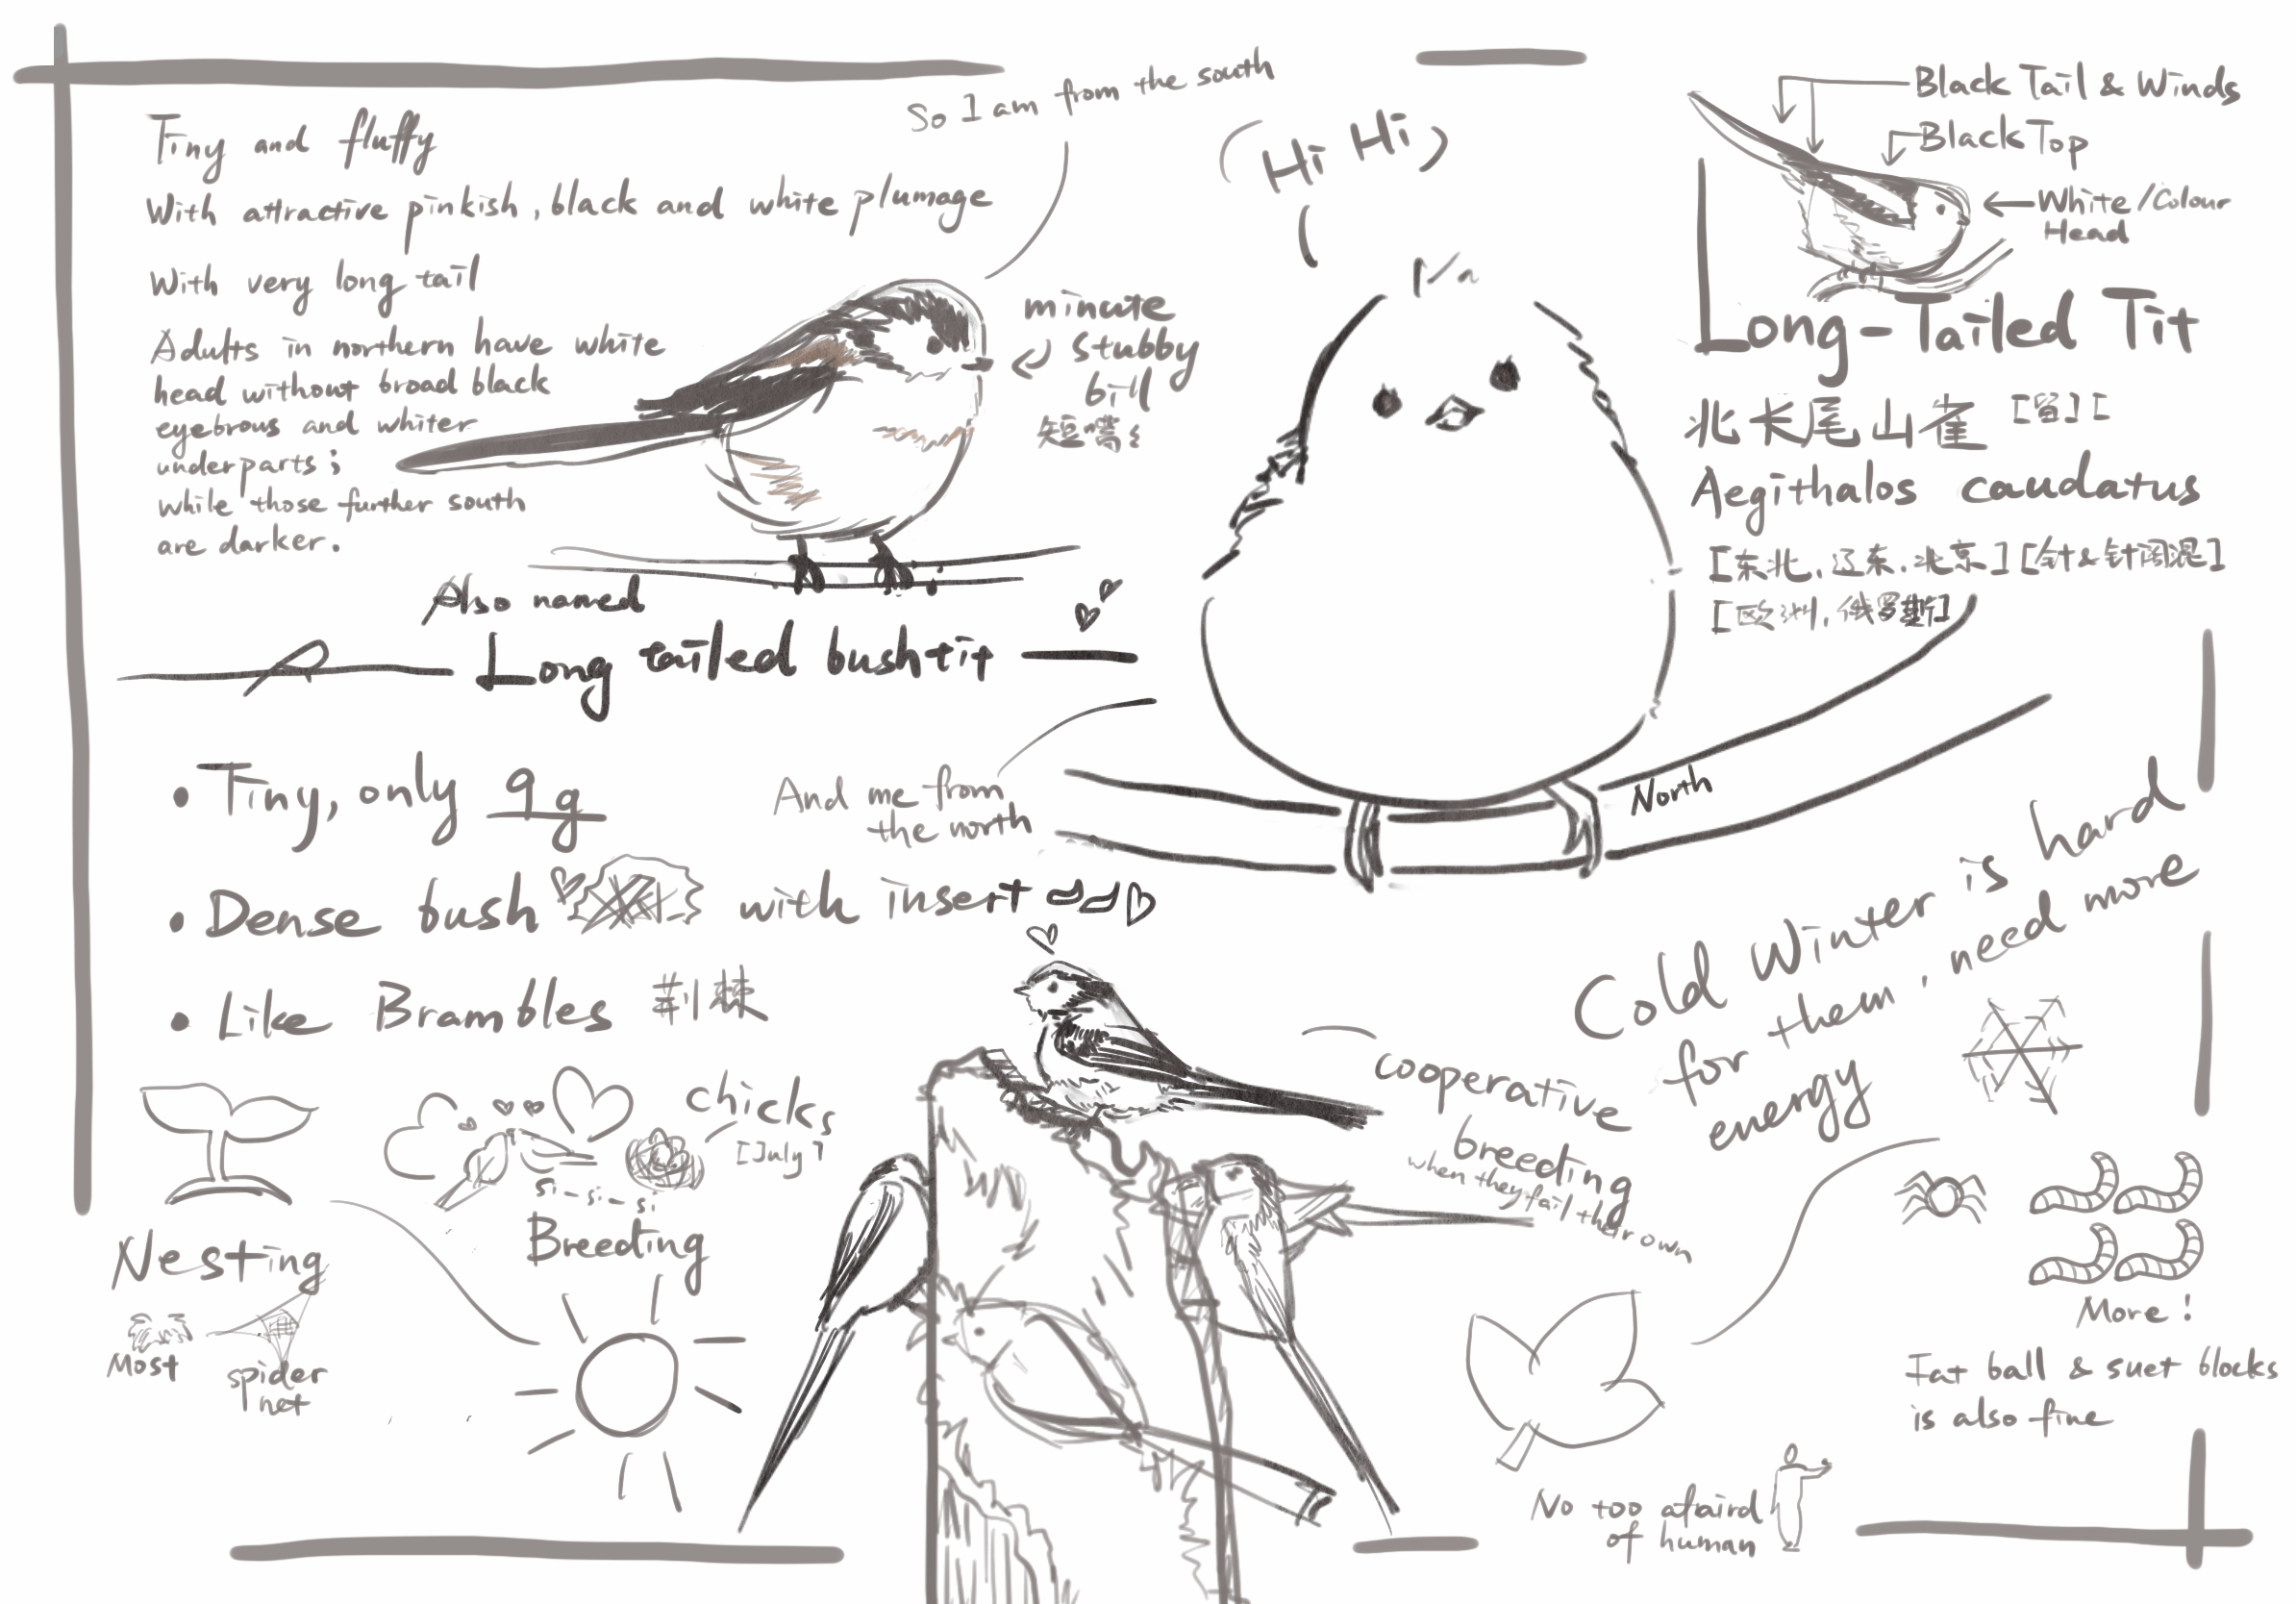 So I am from the south
Tiny and fluffy
With attractive pinkish, black and white plumage
With very long tail
Adults in northern have white
head without broad black
eyebrous and whiter
underparts;
while those further south
are darker.
minute
stubby
bill
短嘴
Hi Hi
Black Tail & Winds
Black Top
White/Colour
Head
Long-Tailed Tit
北长尾山雀 [留][
Aegithalos caudatus
[东北,辽东,北京][针&针阔混]
[欧洲,俄罗斯]
Also named
Long tailed bushtit
• Tiny, only 9g
And me from
the north
North
• Dense bush with insert
• Like Brambles 荆棘
Cold Winter is hard
for them, need more
energy
cooperative
breeding
when they fail their own
chicks
[July]
si-si-si
Breeding
Nesting
Most
spider
net
More!
Fat ball & suet blocks
is also fine
No too afaird
of human